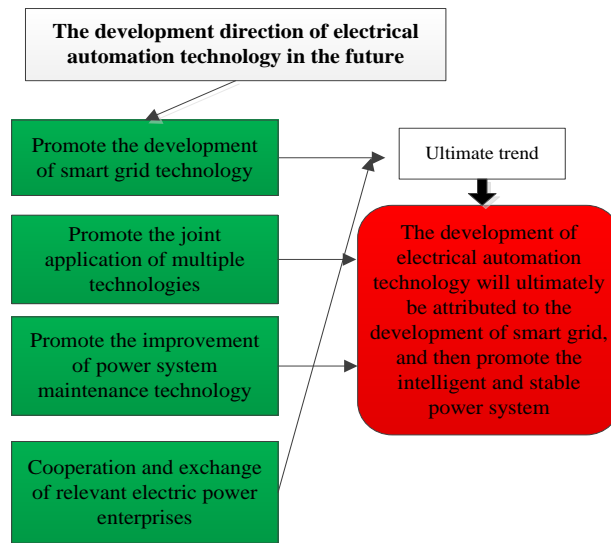 The development direction of electrical
automation technology in the future
Promote the development
of smart grid technology
Promote the joint
application of multiple
technologies
Promote the improvement
of power system
maintenance technology
Cooperation and exchange
of relevant electric power
enterprises
Ultimate trend
The development of
electrical automation
technology will ultimately
be attributed to the
development of smart grid,
and then promote the
intelligent and stable
power system